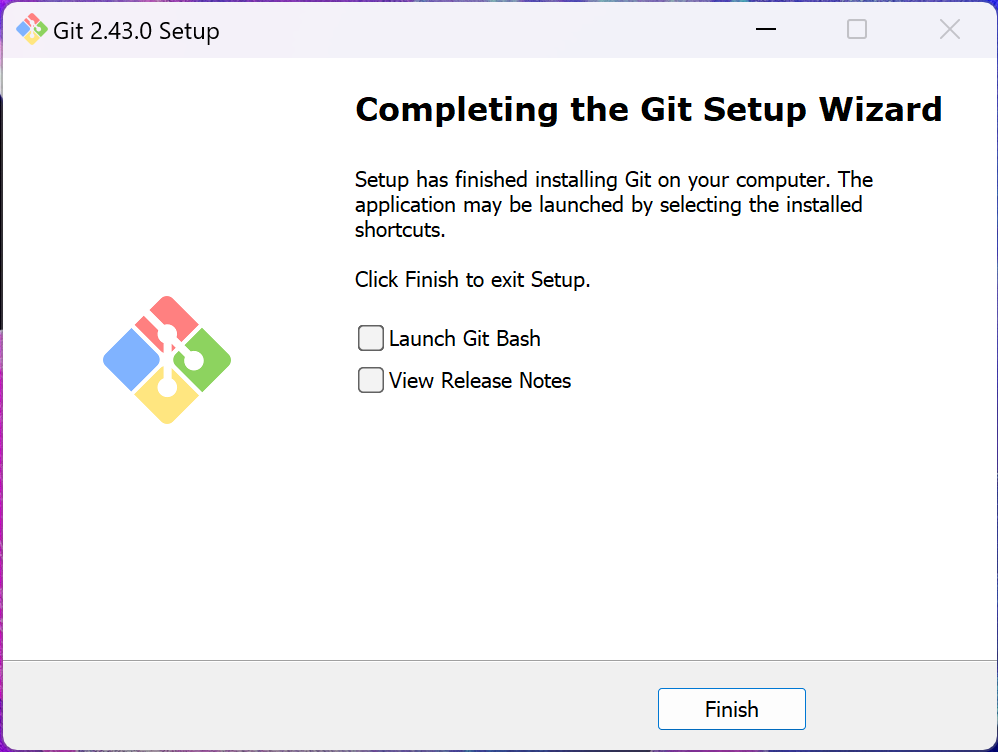 Git 2.43.0 Setup
Completing the Git Setup Wizard
Setup has finished installing Git on your computer. The
application may be launched by selecting the installed
shortcuts.
Click Finish to exit Setup.
Launch Git Bash
View Release Notes
Finish